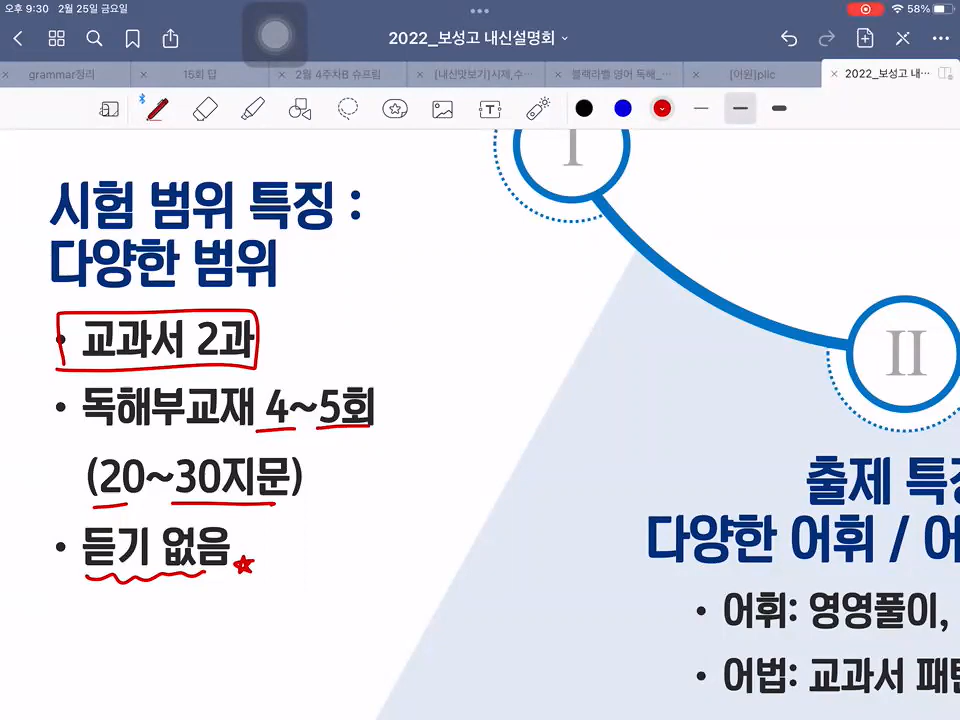 오후 9:30 2월 25일 금요일
58%
2022_보성고 내신설명회
grammar정리
15회 답
2월 4주차B 슈프림
[내신맛보기]시제,수…
블랙라벨 영어 독해_…
[어원]plic
2022_보성고 내…
T
I
시험 범위 특징 :
다양한 범위
• 교과서 2과
• 독해부교재 4~5회
(20~30지문)
• 듣기 없음
II
출제 특징
다양한 어휘 / 어
• 어휘: 영영풀이,
• 어법: 교과서 패턴